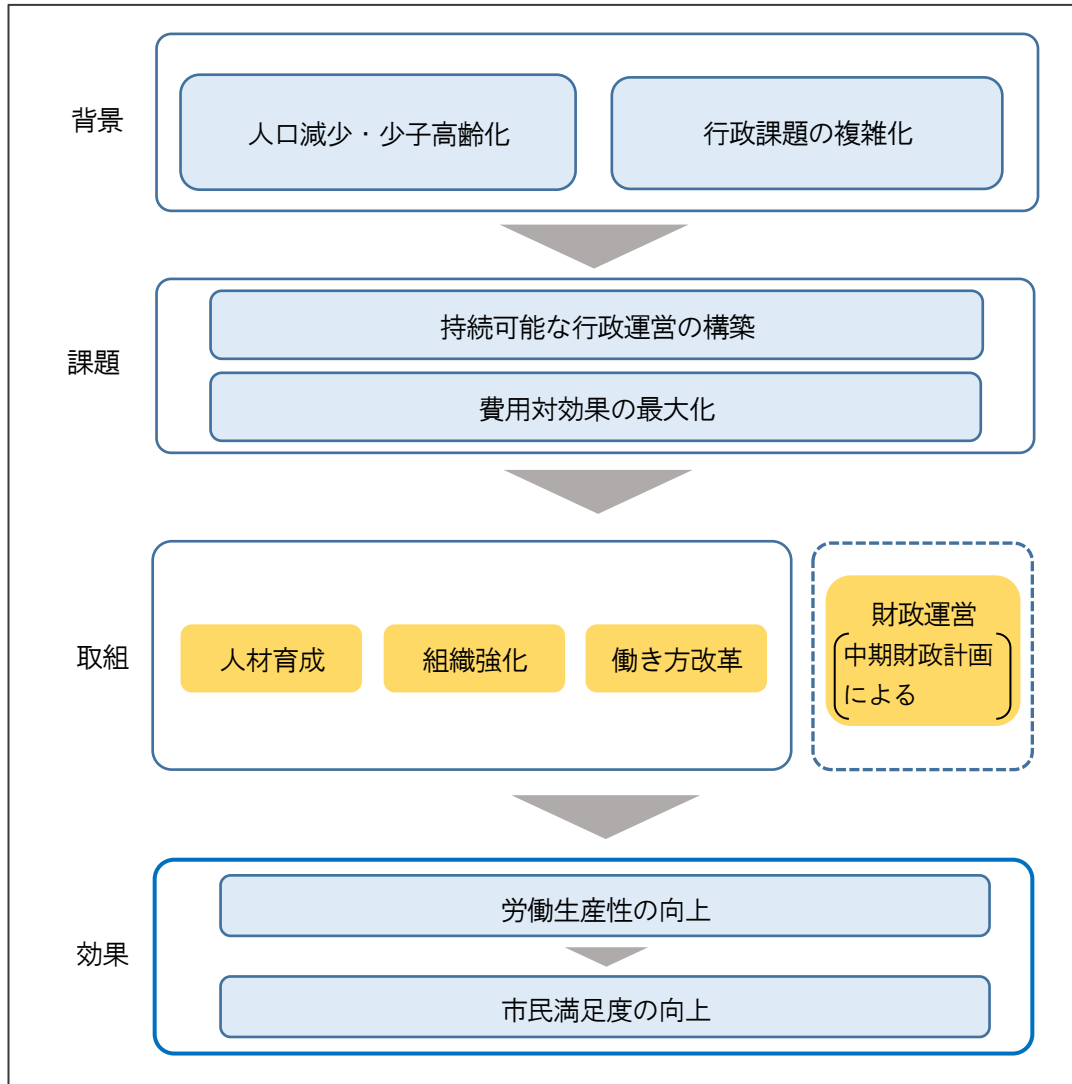 背景
人口減少・少子高齢化
行政課題の複雑化
課題
持続可能な行政運営の構築
費用対効果の最大化
取組
人材育成
組織強化
働き方改革
財政運営
中期財政計画
による
効果
労働生産性の向上
市民満足度の向上